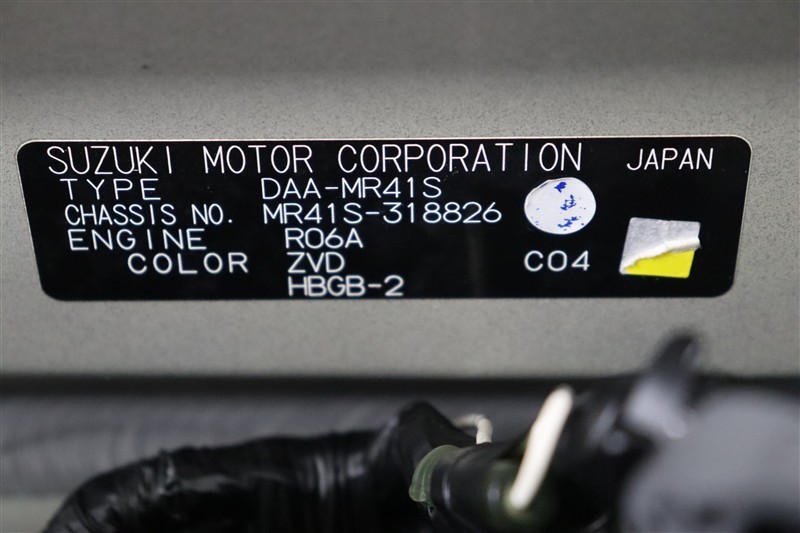 SUZUKI MOTOR CORPORATION JAPAN
TYPE DAA-MR41S
CHASSIS NO. MR41S-318826
ENGINE R06A
COLOR ZVD C04
HBGB-2